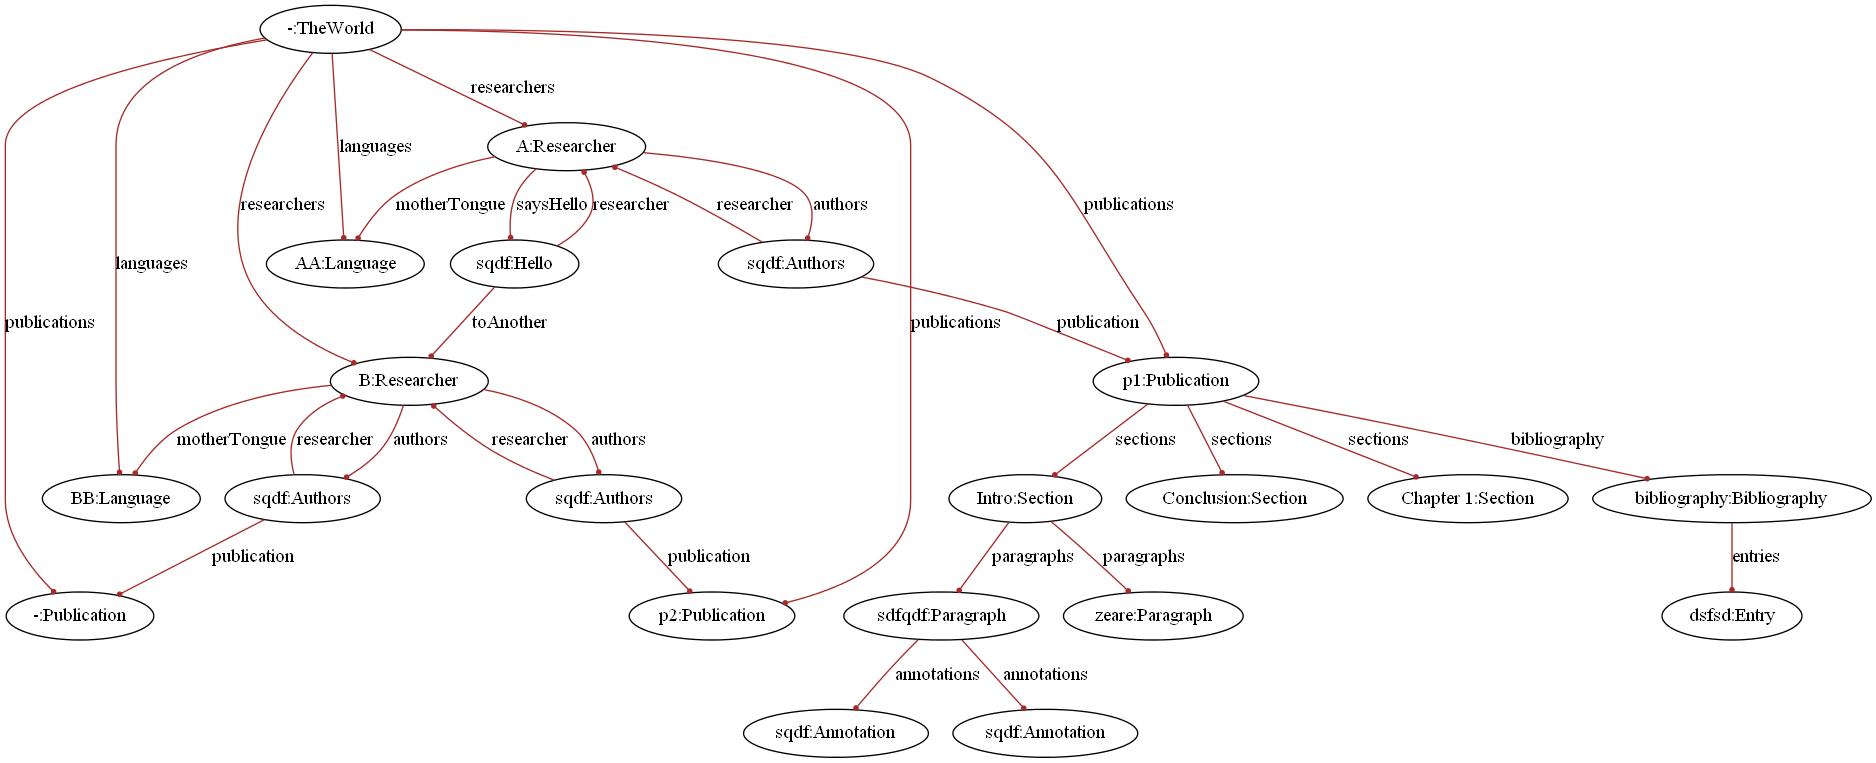 -:TheWorld
researchers
A:Researcher
languages
motherTongue
saysHello
researcher
researcher
authors
researchers
publications
languages
AA:Language
sqdf:Hello
sqdf:Authors
publications
toAnother
publications
publication
B:Researcher
p1:Publication
motherTongue
researcher
authors
researcher
authors
sections
sections
sections
bibliography
BB:Language
sqdf:Authors
sqdf:Authors
Intro:Section
Conclusion:Section
Chapter 1:Section
bibliography:Bibliography
publication
publication
paragraphs
paragraphs
entries
-:Publication
p2:Publication
sdfqdf:Paragraph
zeare:Paragraph
dsfsd:Entry
annotations
annotations
sqdf:Annotation
sqdf:Annotation